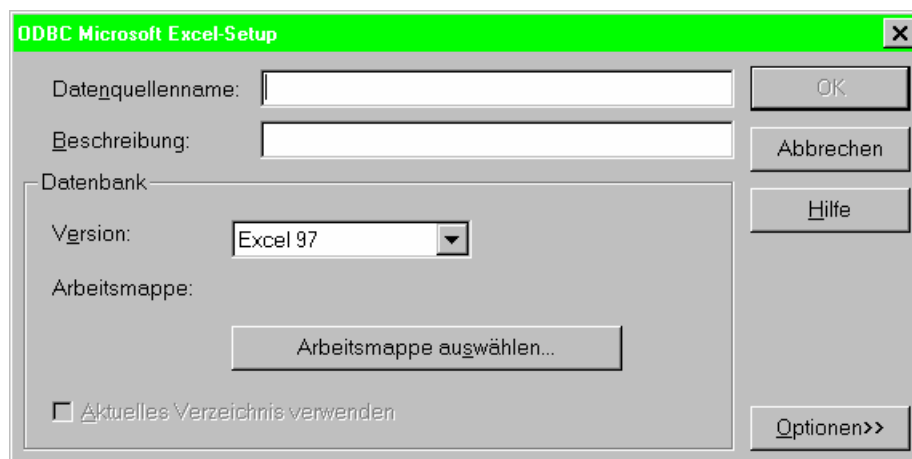 ODBC Microsoft Excel-Setup
Datenquellenname:
OK
Beschreibung:
Abbrechen
Datenbank
Hilfe
Version:
Excel 97
Arbeitsmappe:
Arbeitsmappe auswählen...
Aktuelles Verzeichnis verwenden
Optionen>>